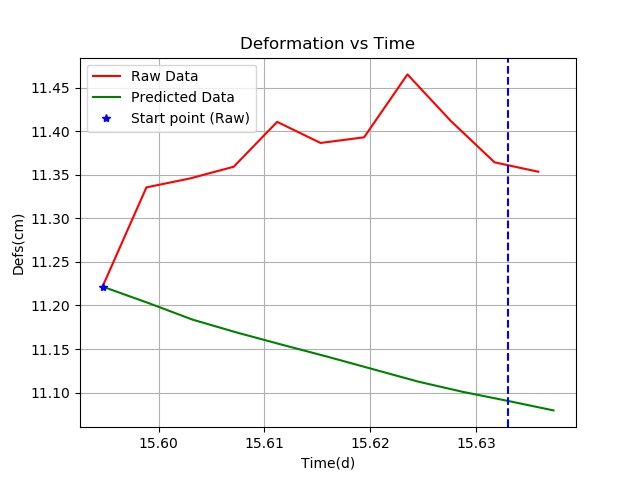 Deformation vs Time
Raw Data
Predicted Data
Start point (Raw)
11.45
11.40
11.35
11.30
11.25
11.20
11.15
11.10
Defs(cm)
15.60 15.61 15.62 15.63
Time(d)